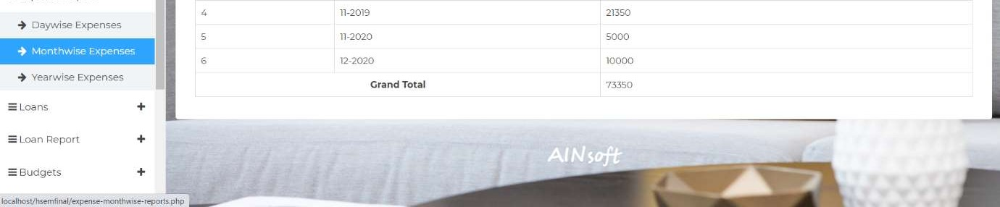 4 11-2019 21350
Daywise Expenses
5 11-2020 5000
Monthwise Expenses
6 12-2020 10000
Yearwise Expenses
Grand Total 73350
Loans
Loan Report
AINsoft
Budgets
localhost/hsemfinal/expense-monthwise-reports.php